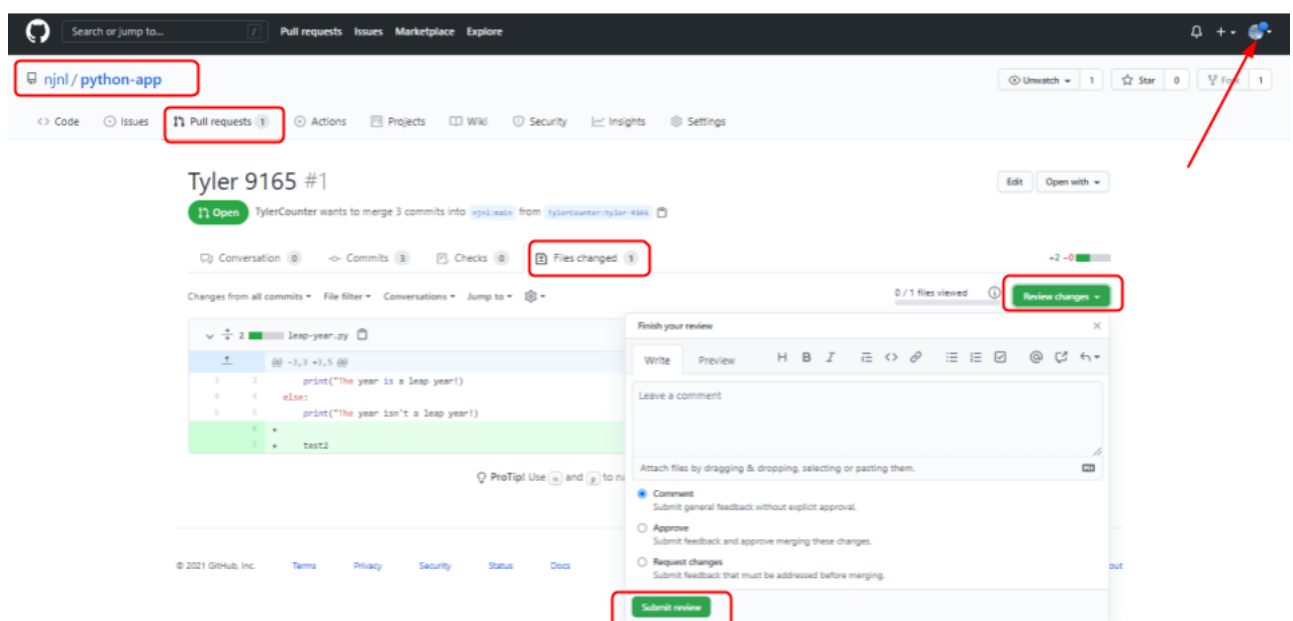 Search or jump to... / Pull requests Issues Marketplace Explore
njnl / python-app
Unwatch 1 Star 0 Fork 1
Code Issues Pull requests 1 Actions Projects Wiki Security Insights Settings
Tyler 9165 #1
Edit Open with
Open TylerCounter wants to merge 3 commits into njnl:main from TylerCounter:tyler-9165
Conversation 0 Commits 3 Checks 0 Files changed 1
+2 −0
Changes from all commits File filter Conversations Jump to
0 / 1 files viewed Review changes
2 leap-year.py
@@ -3,3 +3,5 @@
3 3 print("The year is a leap year!)
4 4 else:
5 5 print("The year isn't a leap year!)
6 +
7 + test2
ProTip! Use n and p to
Finish your review
Write Preview H B I
Leave a comment
Attach files by dragging & dropping, selecting or pasting them.
Comment
Submit general feedback without explicit approval.
Approve
Submit feedback and approve merging these changes.
Request changes
Submit feedback that must be addressed before merging.
Submit review
© 2021 GitHub, Inc. Terms Privacy Security Status Docs